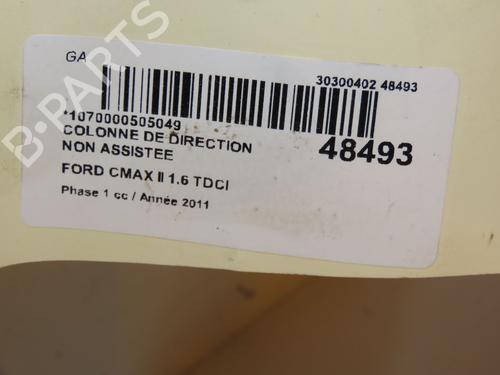 GA
30300402 48493
*1070000505049
COLONNE DE DIRECTION
NON ASSISTEE
48493
FORD CMAX II 1.6 TDCI
Phase 1 cc / Année 2011
B-PARTS